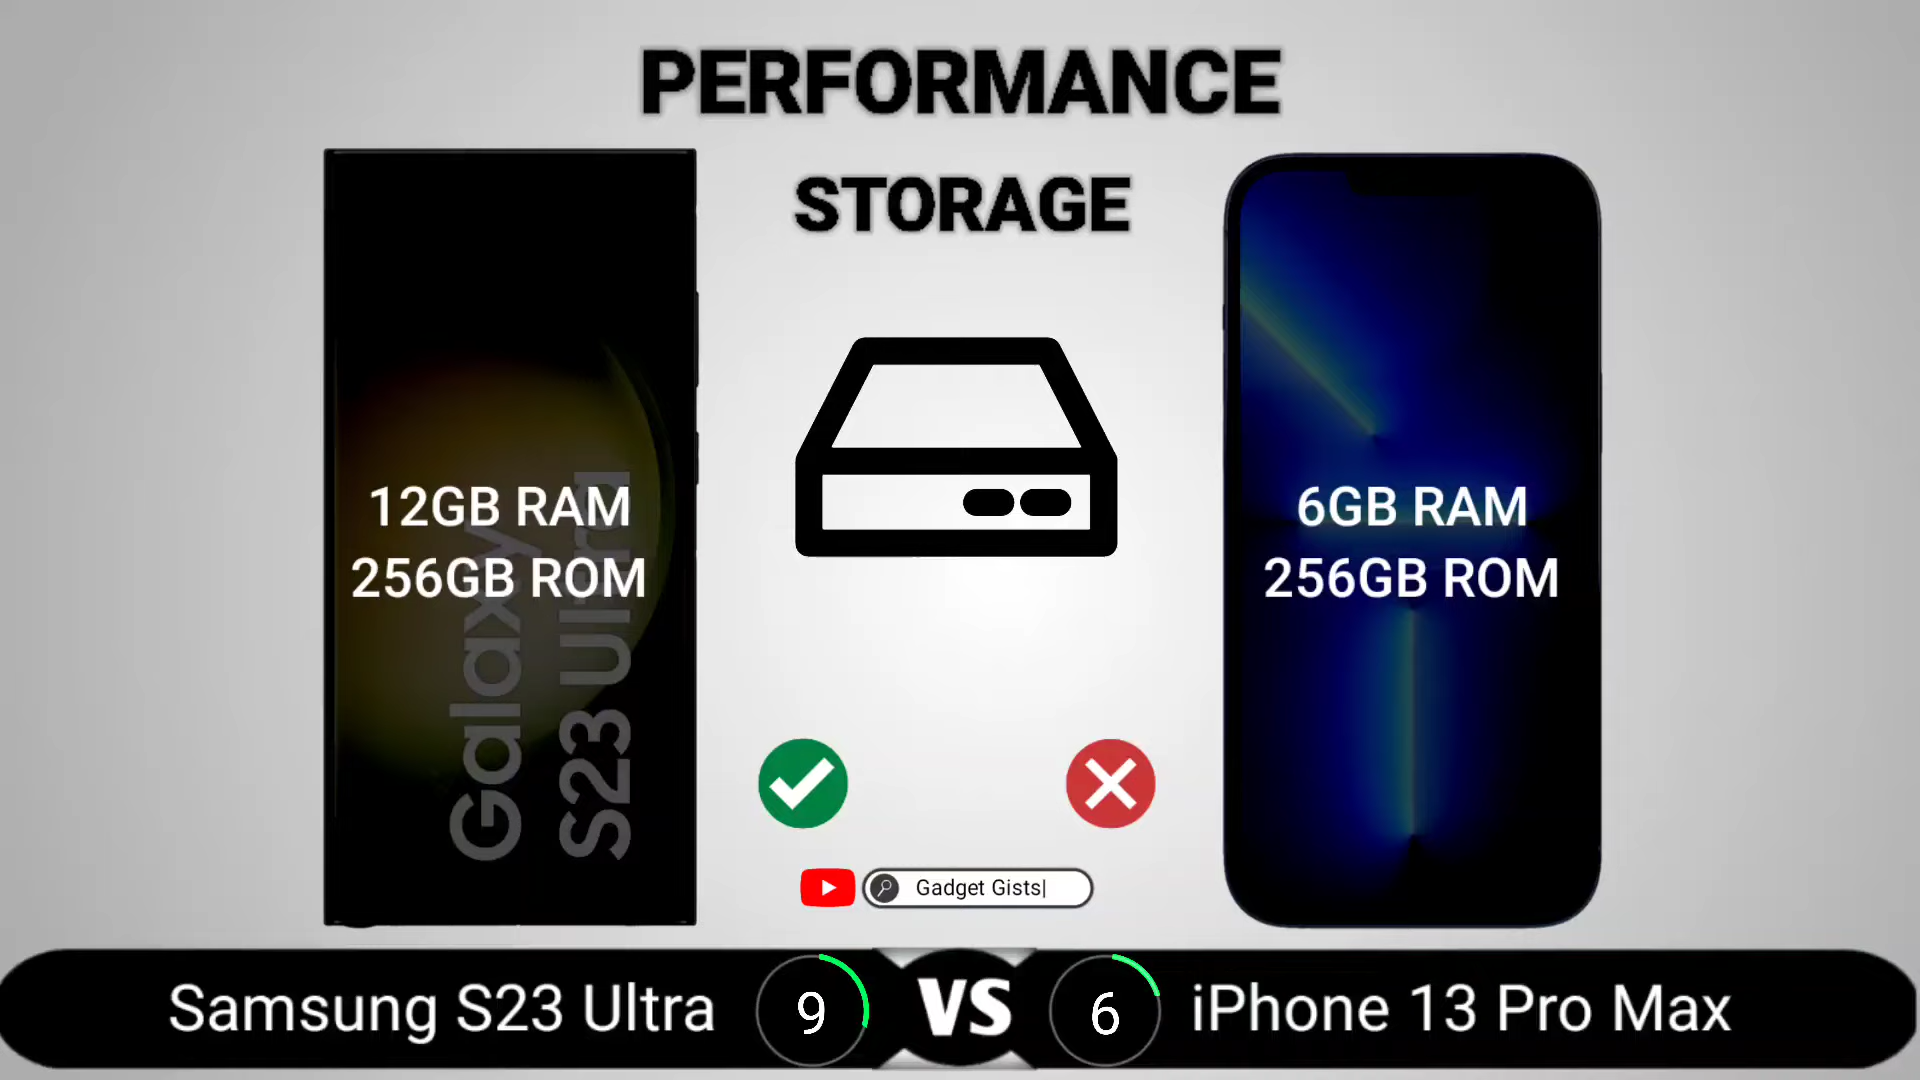 PERFORMANCE
STORAGE
12GB RAM
256GB ROM
Galaxy
S23 Ultra
6GB RAM
256GB ROM
Gadget Gists|
Samsung S23 Ultra
9
VS
6
iPhone 13 Pro Max